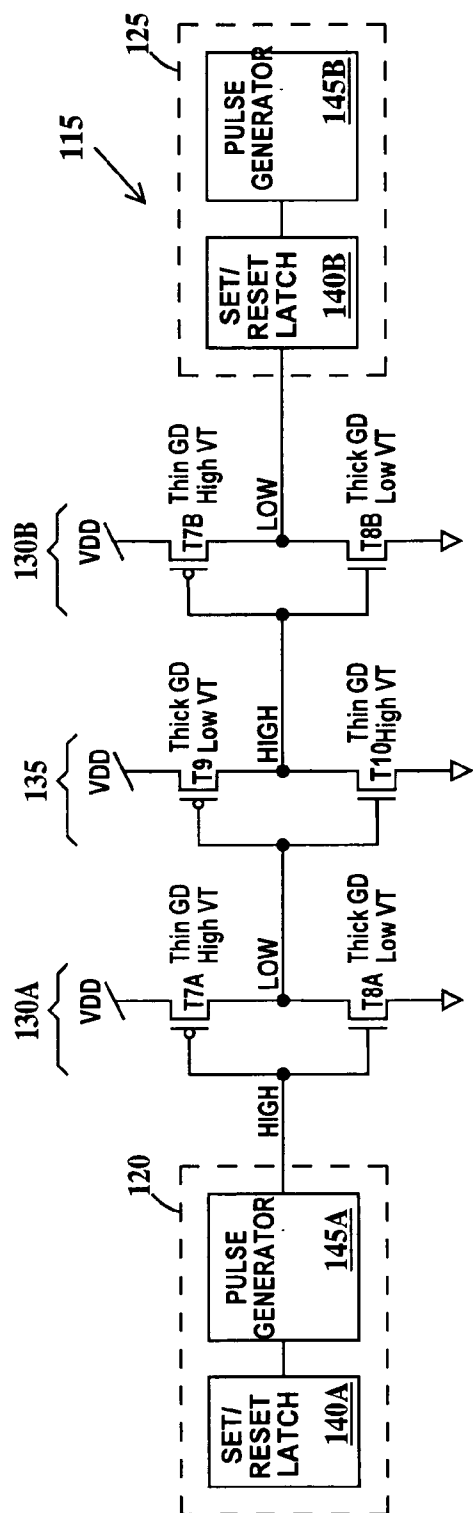 115
120
SET/
RESET
LATCH
140A
PULSE
GENERATOR
145A
HIGH
130A
VDD
T7A
Thin GD
High VT
LOW
T8A
Thick GD
Low VT
135
VDD
T9
Thick GD
Low VT
HIGH
T10
Thin GD
High VT
130B
VDD
T7B
Thin GD
High VT
LOW
T8B
Thick GD
Low VT
125
SET/
RESET
LATCH
140B
PULSE
GENERATOR
145B